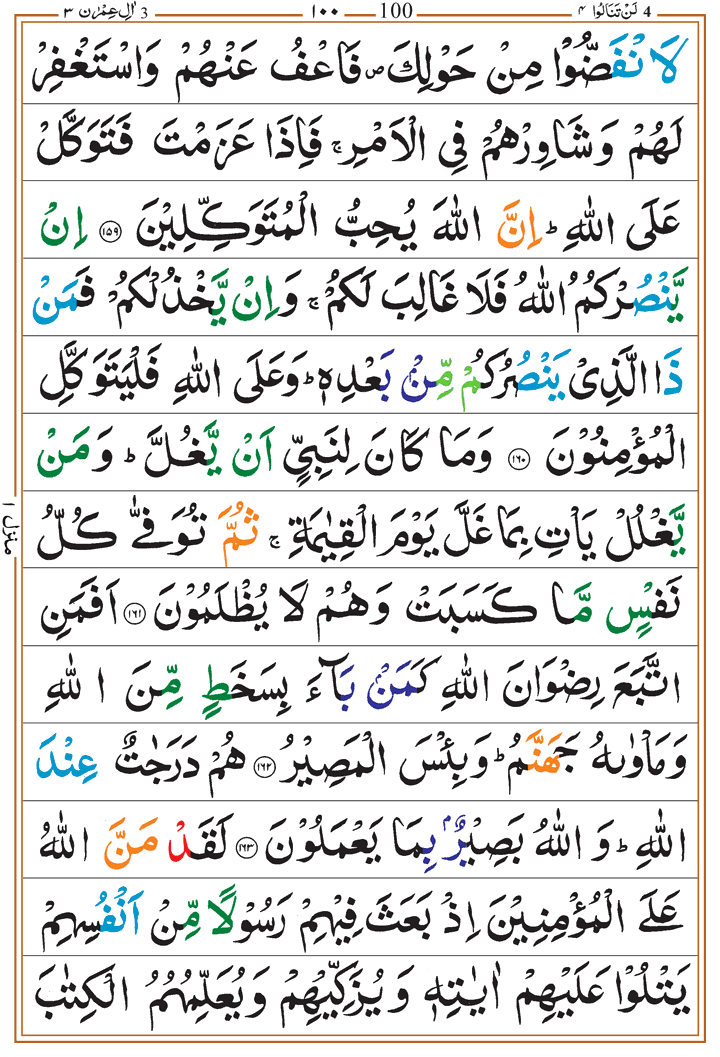 لَنْ تَنَالُوا ۴ 4 100 ۱۰۰ 3 اٰلِ عِمْرٰن ۳
لَا نْفَضُّوْا مِنْ حَوْلِكَ ۪ فَاعْفُ عَنْهُمْ وَاسْتَغْفِرْ
لَهُمْ وَشَاوِرْهُمْ فِي الْاَمْرِ ۚ فَاِذَا عَزَمْتَ فَتَوَكَّلْ
عَلَى اللّٰهِ ؕ اِنَّ اللّٰهَ يُحِبُّ الْمُتَوَكِّلِيْنَ ۝۱۵۹ اِنْ
يَّنْصُرْكُمُ اللّٰهُ فَلَا غَالِبَ لَكُمْ ۚ وَاِنْ يَّخْذُلْكُمْ فَمَنْ
ذَا الَّذِيْ يَنْصُرُكُمْ مِّنْۢ بَعْدِهٖ ؕ وَعَلَى اللّٰهِ فَلْيَتَوَكَّلِ
الْمُؤْمِنُوْنَ ۝۱۶۰ وَمَا كَانَ لِنَبِيٍّ اَنْ يَّغُلَّ ؕ وَمَنْ
يَّغْلُلْ يَاْتِ بِمَا غَلَّ يَوْمَ الْقِيٰمَةِ ۚ ثُمَّ تُوَفّٰى كُلُّ
نَفْسٍ مَّا كَسَبَتْ وَهُمْ لَا يُظْلَمُوْنَ ۝۱۶۱ اَفَمَنِ
اتَّبَعَ رِضْوَانَ اللّٰهِ كَمَنْۢ بَآءَ بِسَخَطٍ مِّنَ اللّٰهِ
وَمَاْوٰىهُ جَهَنَّمُ ؕ وَبِئْسَ الْمَصِيْرُ ۝۱۶۲ هُمْ دَرَجٰتٌ عِنْدَ
اللّٰهِ ؕ وَاللّٰهُ بَصِيْرٌۢ بِمَا يَعْمَلُوْنَ ۝۱۶۳ لَقَدْ مَنَّ اللّٰهُ
عَلَى الْمُؤْمِنِيْنَ اِذْ بَعَثَ فِيْهِمْ رَسُوْلًا مِّنْ اَنْفُسِهِمْ
يَتْلُوْا عَلَيْهِمْ اٰيٰتِهٖ وَيُزَكِّيْهِمْ وَيُعَلِّمُهُمُ الْكِتٰبَ
منزل ۱